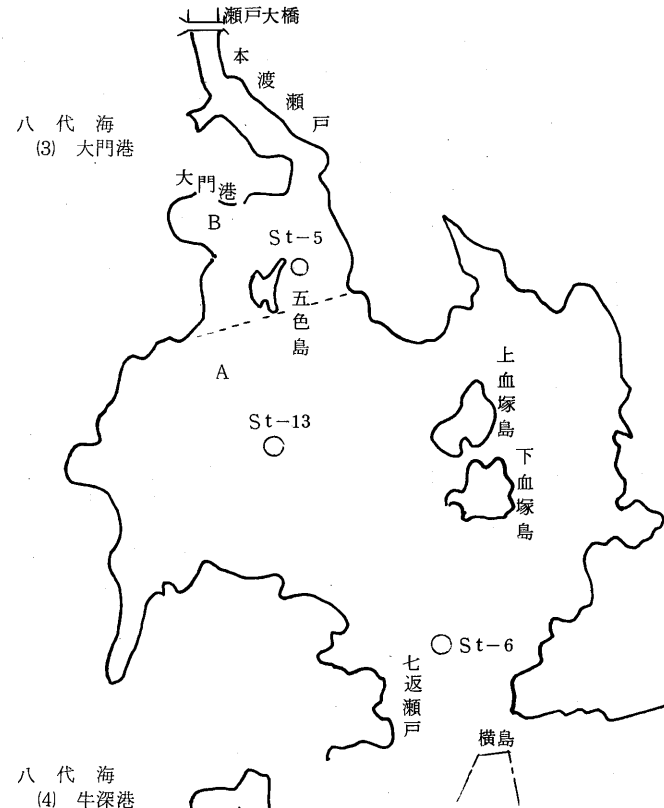 瀬戸大橋
本渡瀬戸
八代海
(3) 大門港
大門港
B
St-5
五色島
A
上血塚島
St-13
下血塚島
St-6
七返瀬戸
横島
八代海
(4) 牛深港